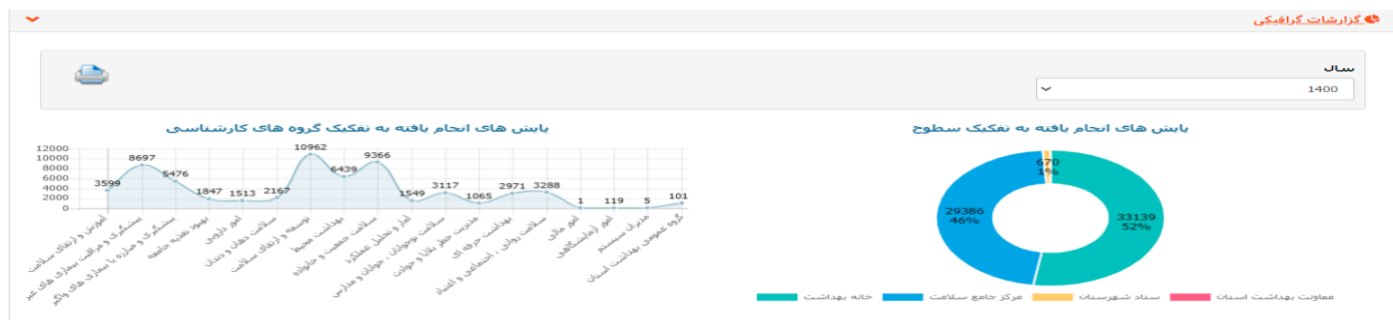 گزارشات گرافیکی
سال
1400
پایش های انجام یافته به تفکیک سطوح
670
1%
29386
46%
33139
52%
معاونت بهداشت استان
ستاد شهرستان
مرکز جامع سلامت
خانه بهداشت
پایش های انجام یافته به تفکیک گروه های کارشناسی
12000
10000
8000
6000
4000
2000
0
3599
8697
5476
1847
1513
2167
10962
6439
9366
1549
3117
1065
2971
3288
1
119
5
101
آموزش و ارتقای سلامت
پیشگیری و مراقبت بیماری های غیر
پیشگیری و مبارزه با بیماری های واگیر
بهبود تغذیه جامعه
امور دارویی
سلامت دهان و دندان
توسعه و ارتقای سلامت
بهداشت محیط
سلامت جمعیت و خانواده
آمار و تحلیل عملکرد
سلامت نوجوانان ، جوانان و مدارس
مدیریت خطر بلایا و حوادث
بهداشت حرفه ای
سلامت روانی ، اجتماعی و اعتیاد
امور مالی
امور آزمایشگاهی
مدیران سیستم
گروه عمومی بهداشت استان